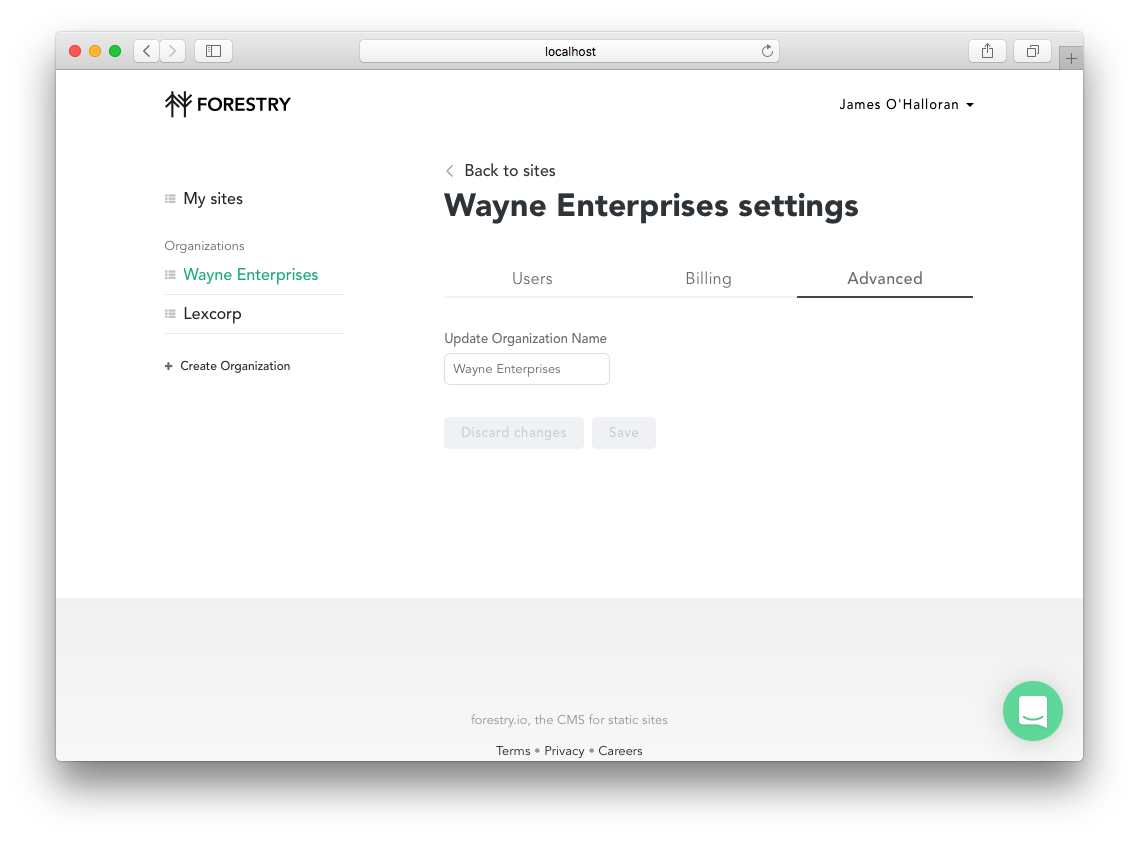 localhost
FORESTRY
James O'Halloran
Back to sites
Wayne Enterprises settings
My sites
Organizations
Wayne Enterprises
Lexcorp
+ Create Organization
Users Billing Advanced
Update Organization Name
Wayne Enterprises
Discard changes Save
forestry.io, the CMS for static sites
Terms • Privacy • Careers